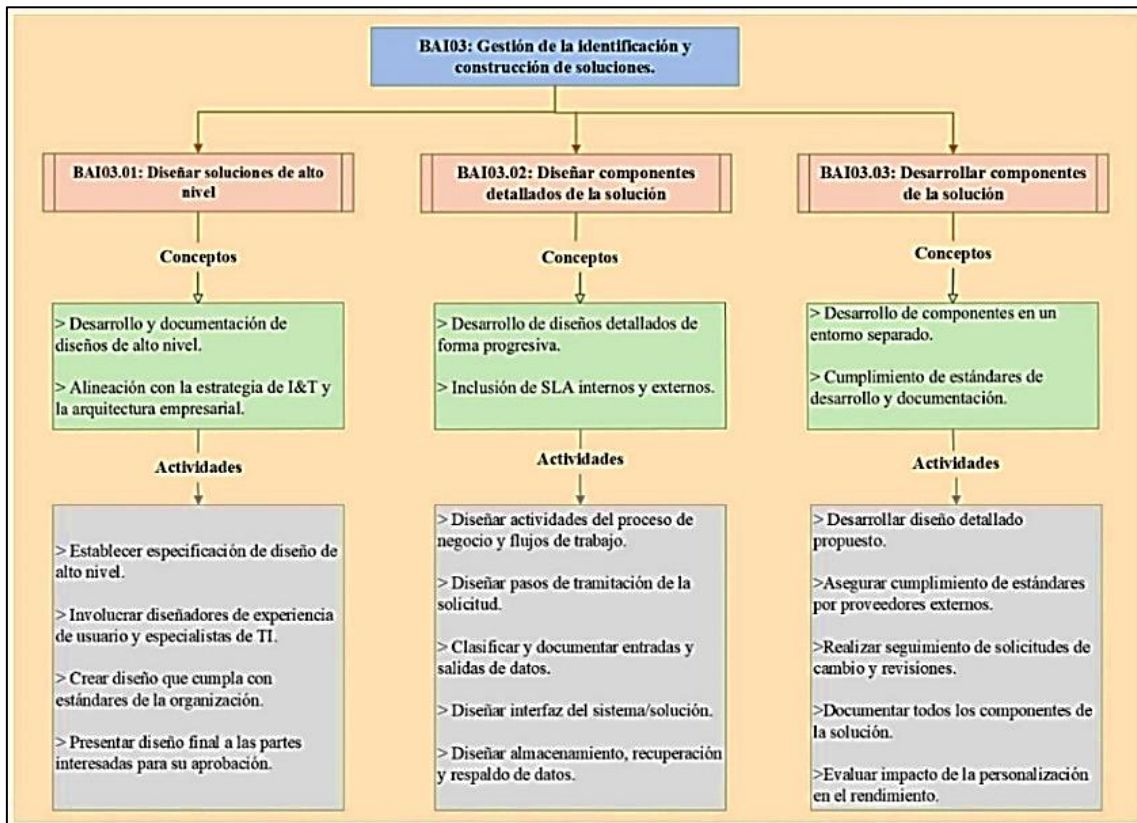 BAI03: Gestión de la identificación y
construcción de soluciones.
BAI03.01: Diseñar soluciones de alto
nivel
Conceptos
> Desarrollo y documentación de
diseños de alto nivel.
> Alineación con la estrategia de I&T y
la arquitectura empresarial.
Actividades
> Establecer especificación de diseño de
alto nivel.
> Involucrar diseñadores de experiencia
de usuario y especialistas de TI.
> Crear diseño que cumpla con
estándares de la organización.
> Presentar diseño final a las partes
interesadas para su aprobación.
BAI03.02: Diseñar componentes
detallados de la solución
Conceptos
> Desarrollo de diseños detallados de
forma progresiva.
> Inclusión de SLA internos y externos.
Actividades
> Diseñar actividades del proceso de
negocio y flujos de trabajo.
> Diseñar pasos de tramitación de la
solicitud.
> Clasificar y documentar entradas y
salidas de datos.
> Diseñar interfaz del sistema/solución.
> Diseñar almacenamiento, recuperación
y respaldo de datos.
BAI03.03: Desarrollar componentes
de la solución
Conceptos
> Desarrollo de componentes en un
entorno separado.
> Cumplimiento de estándares de
desarrollo y documentación.
Actividades
> Desarrollar diseño detallado
propuesto.
>Asegurar cumplimiento de estándares
por proveedores externos.
>Realizar seguimiento de solicitudes de
cambio y revisiones.
>Documentar todos los componentes de
la solución.
>Evaluar impacto de la personalización
en el rendimiento.